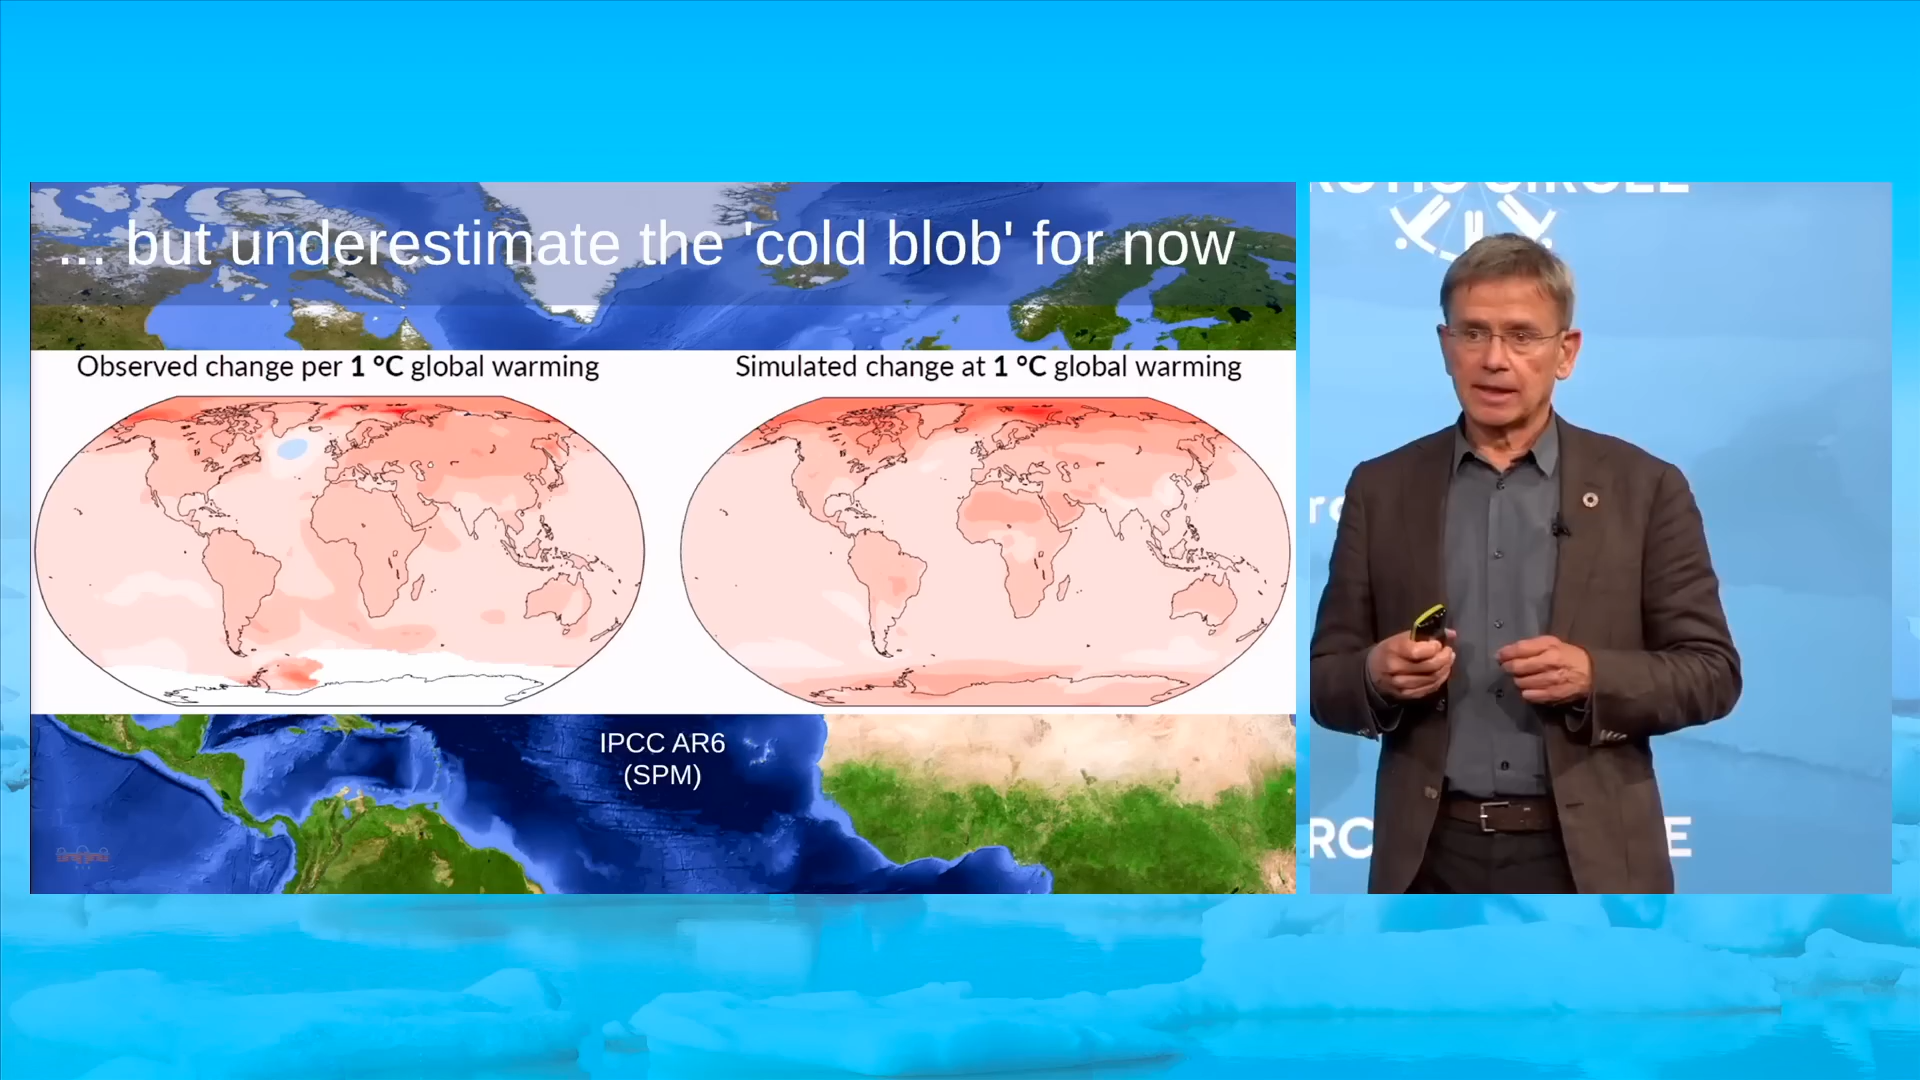 ... but underestimate the 'cold blob' for now
Observed change per 1 °C global warming
Simulated change at 1 °C global warming
IPCC AR6
(SPM)
CIRCLE